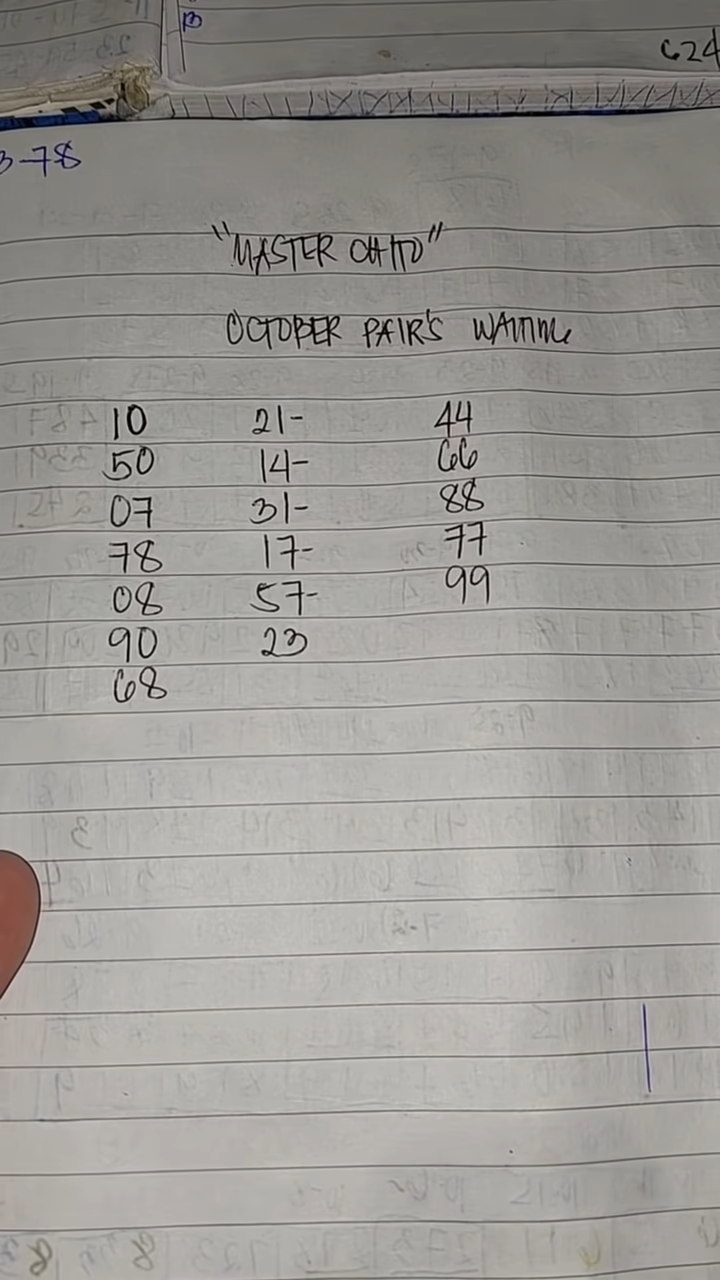 624
3-78
"MASTER CHITO"
OCTOBER PAIR'S WAITING
10 21- 44
50 14- 66
07 31- 88
78 17- 77
08 57- 99
90 23
68